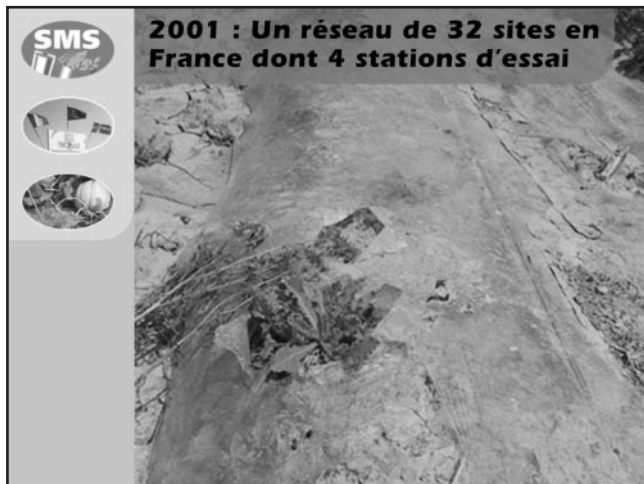 2001 : Un réseau de 32 sites en
France dont 4 stations d'essai
SMS